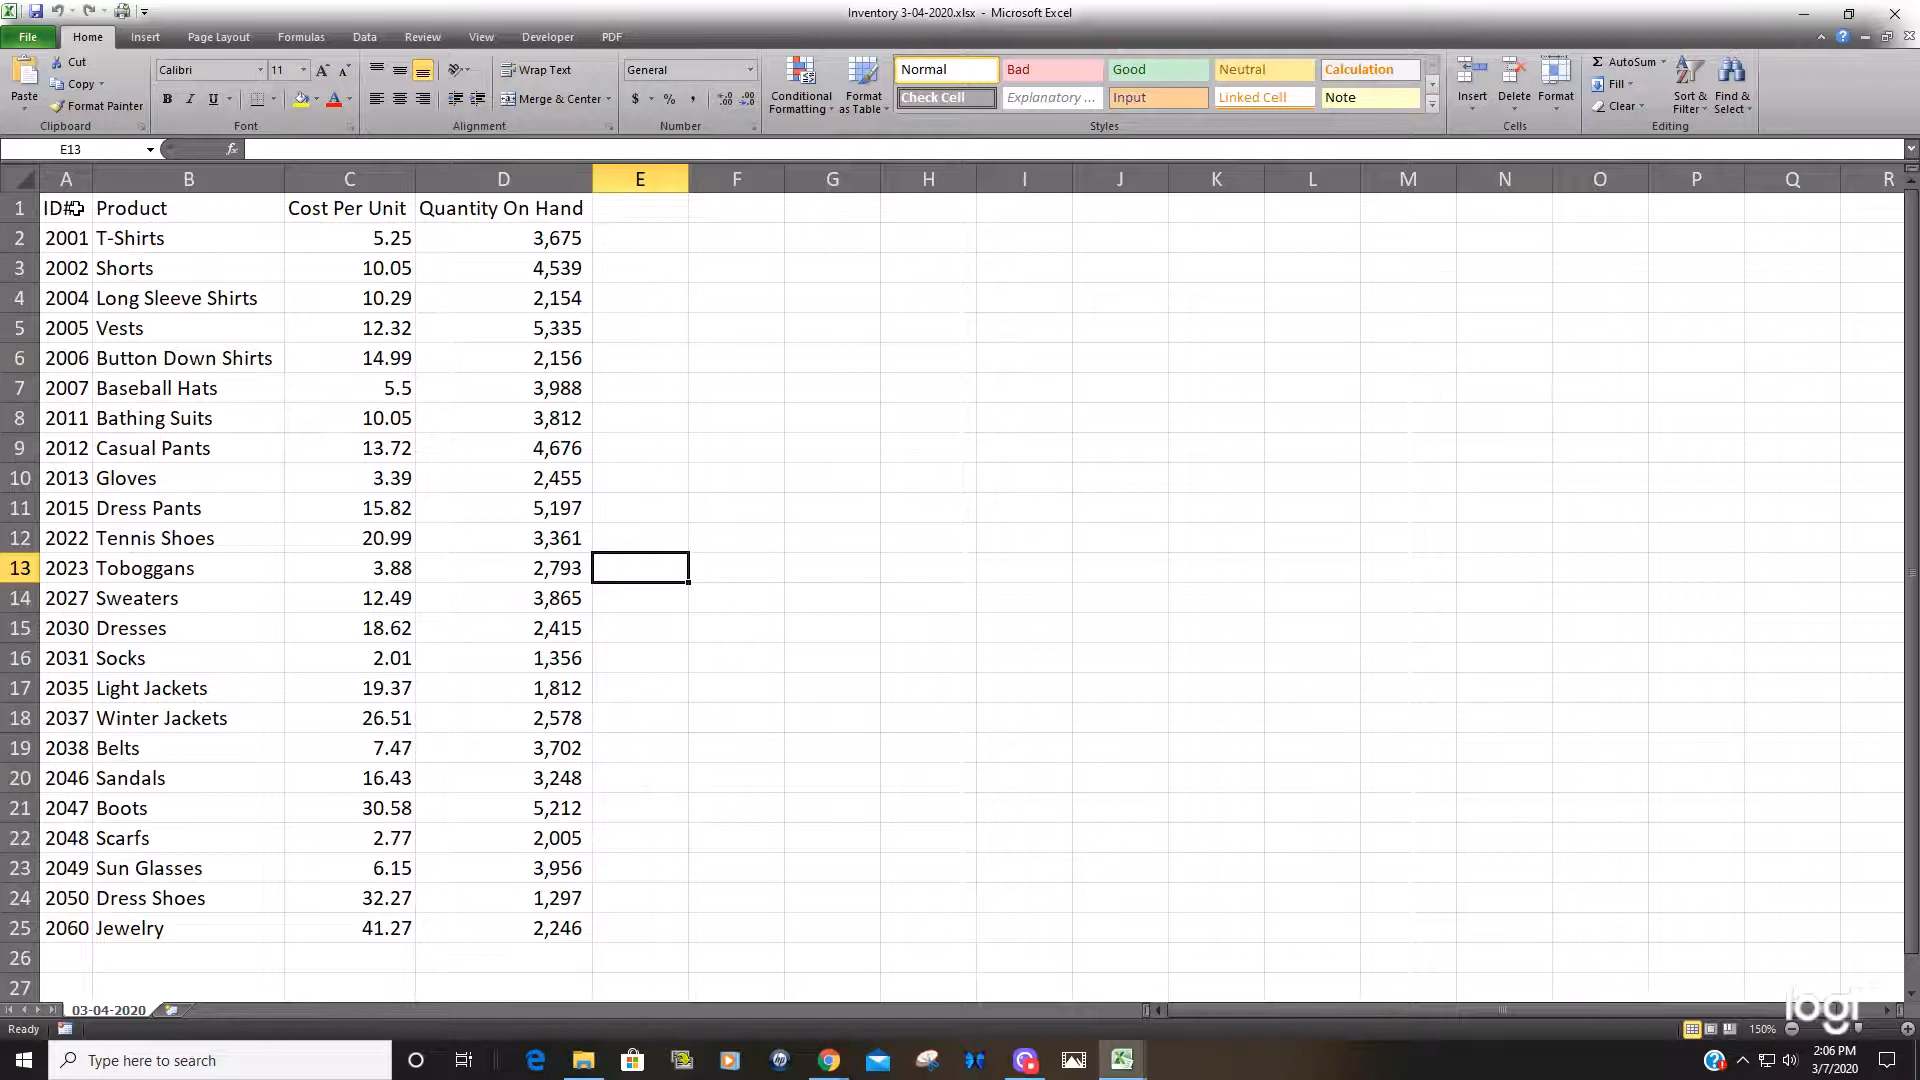 Inventory 3-04-2020.xlsx - Microsoft Excel
File Home Insert Page Layout Formulas Data Review View Developer PDF
Cut Calibri 11 Wrap Text General Normal Bad Good Neutral Calculation AutoSum
Copy Paste Format Painter B I U Merge & Center $ % , Conditional Formatting Format as Table Check Cell Explanatory ... Input Linked Cell Note Insert Delete Format Fill Clear Sort & Filter Find & Select
Clipboard Font Alignment Number Styles Cells Editing
E13 fx
A B C D E F G H I J K L M N O P Q R
1 ID# Product Cost Per Unit Quantity On Hand
2 2001 T-Shirts 5.25 3,675
3 2002 Shorts 10.05 4,539
4 2004 Long Sleeve Shirts 10.29 2,154
5 2005 Vests 12.32 5,335
6 2006 Button Down Shirts 14.99 2,156
7 2007 Baseball Hats 5.5 3,988
8 2011 Bathing Suits 10.05 3,812
9 2012 Casual Pants 13.72 4,676
10 2013 Gloves 3.39 2,455
11 2015 Dress Pants 15.82 5,197
12 2022 Tennis Shoes 20.99 3,361
13 2023 Toboggans 3.88 2,793
14 2027 Sweaters 12.49 3,865
15 2030 Dresses 18.62 2,415
16 2031 Socks 2.01 1,356
17 2035 Light Jackets 19.37 1,812
18 2037 Winter Jackets 26.51 2,578
19 2038 Belts 7.47 3,702
20 2046 Sandals 16.43 3,248
21 2047 Boots 30.58 5,212
22 2048 Scarfs 2.77 2,005
23 2049 Sun Glasses 6.15 3,956
24 2050 Dress Shoes 32.27 1,297
25 2060 Jewelry 41.27 2,246
26
27
03-04-2020
logi
Ready 150%
Type here to search
2:06 PM
3/7/2020